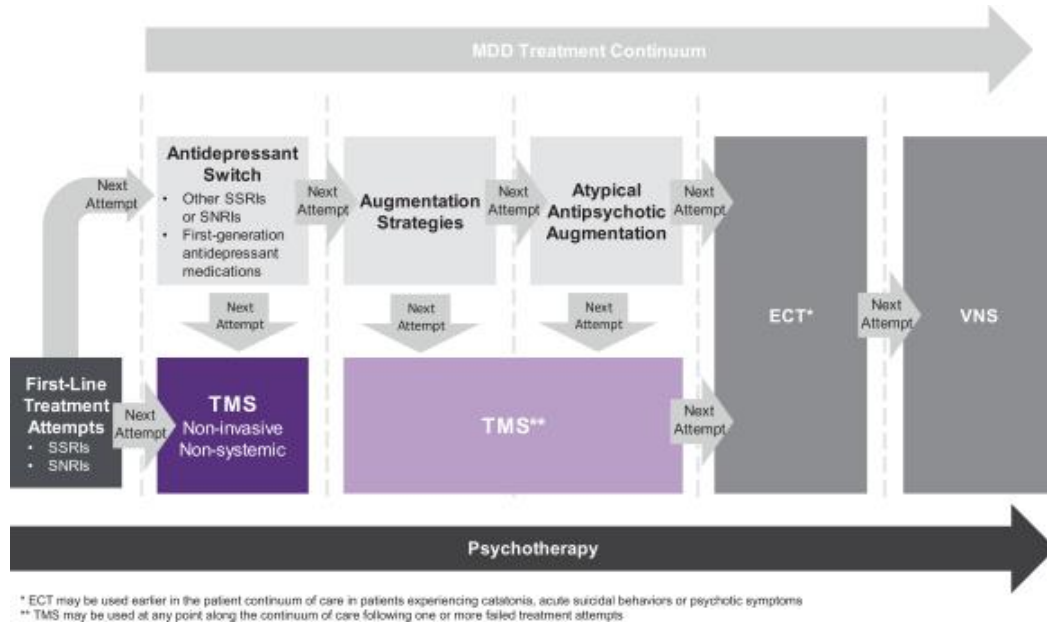 MDD Treatment Continuum
Next
Attempt
Antidepressant
Switch
• Other SSRIs
or SNRIs
• First-generation
antidepressant
medications
Next
Attempt
Augmentation
Strategies
Next
Attempt
Atypical
Antipsychotic
Augmentation
Next
Attempt
Next
Attempt
Next
Attempt
Next
Attempt
ECT*
Next
Attempt
VNS
First-Line
Treatment
Attempts
• SSRIs
• SNRIs
Next
Attempt
TMS
Non-invasive
Non-systemic
TMS**
Next
Attempt
Psychotherapy
* ECT may be used earlier in the patient continuum of care in patients experiencing catatonia, acute suicidal behaviors or psychotic symptoms
** TMS may be used at any point along the continuum of care following one or more failed treatment attempts